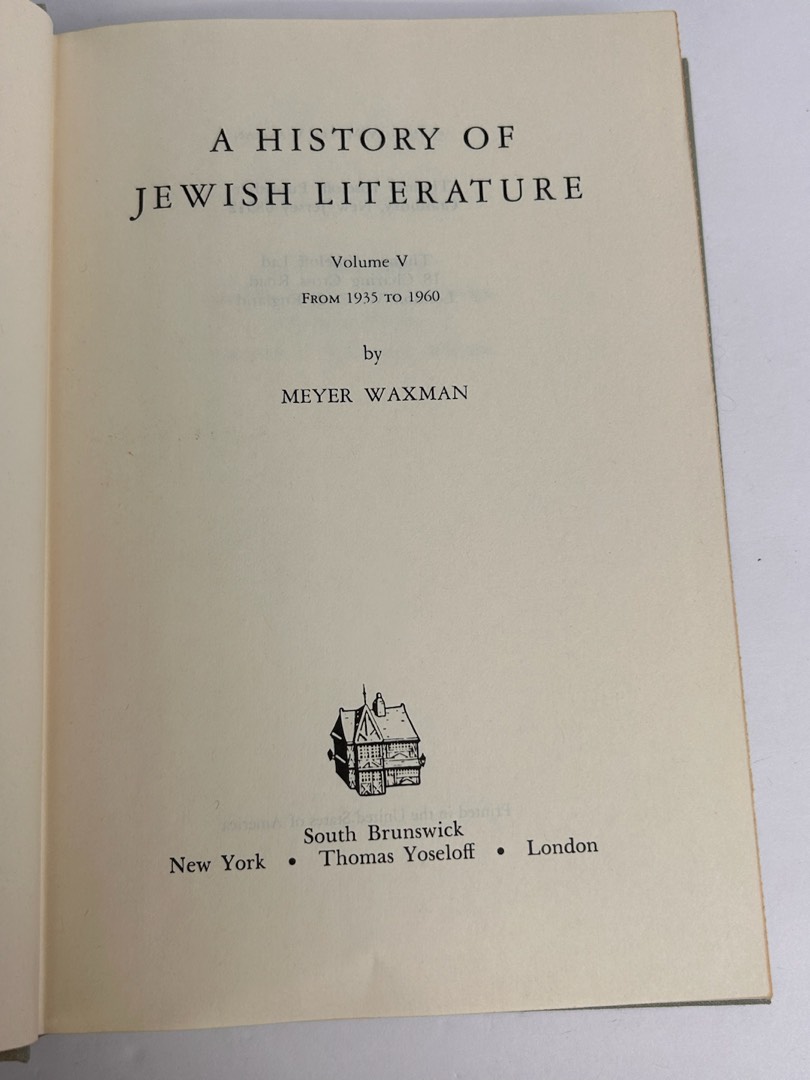 A HISTORY OF
JEWISH LITERATURE
Volume V
FROM 1935 TO 1960
by
MEYER WAXMAN
South Brunswick
New York • Thomas Yoseloff • London